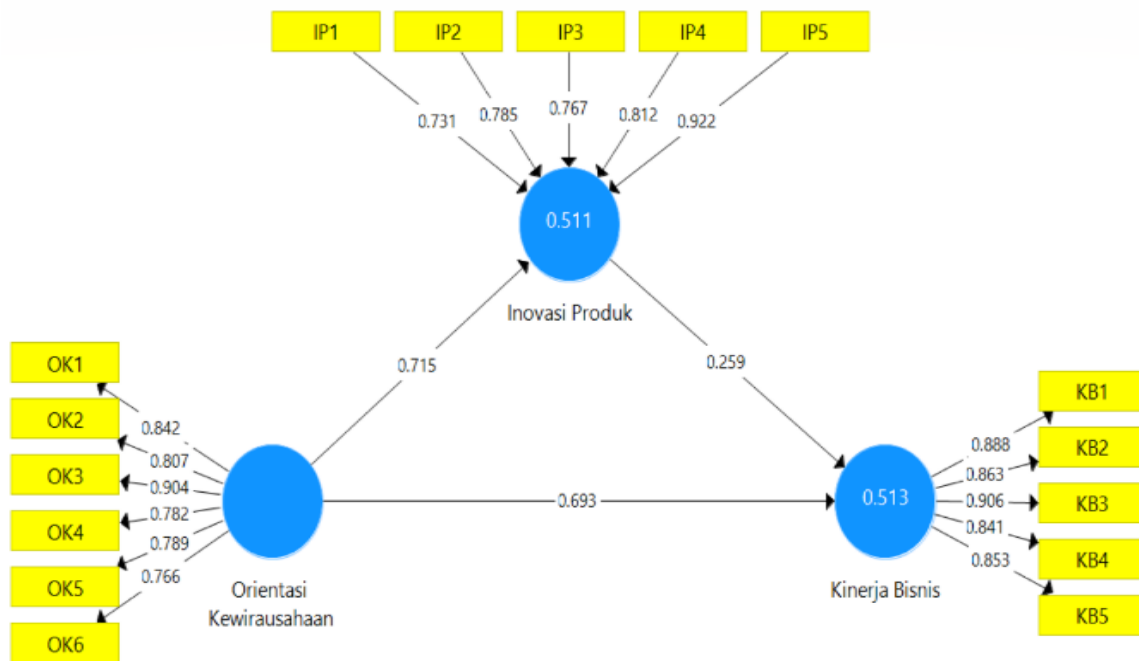 IP1 IP2 IP3 IP4 IP5
0.731 0.785 0.767 0.812 0.922
0.511
Inovasi Produk
0.715
0.259
OK1
OK2
OK3
OK4
OK5
OK6
0.842
0.807
0.904
0.782
0.789
0.766
Orientasi
Kewirausahaan
0.693
0.513
Kinerja Bisnis
0.888
0.863
0.906
0.841
0.853
KB1
KB2
KB3
KB4
KB5